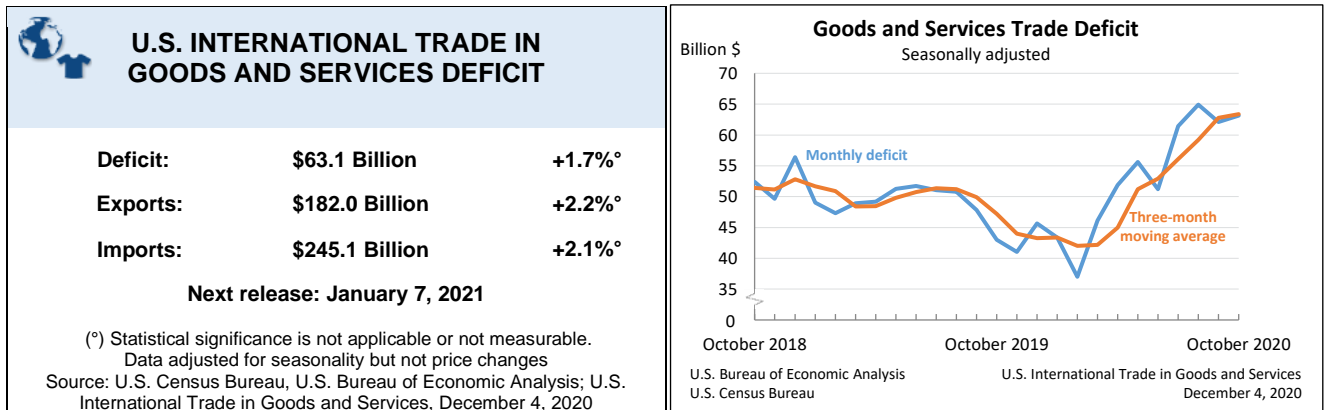 U.S. INTERNATIONAL TRADE IN
GOODS AND SERVICES DEFICIT
Deficit: $63.1 Billion +1.7%°
Exports: $182.0 Billion +2.2%°
Imports: $245.1 Billion +2.1%°
Next release: January 7, 2021
(°) Statistical significance is not applicable or not measurable.
Data adjusted for seasonality but not price changes
Source: U.S. Census Bureau, U.S. Bureau of Economic Analysis; U.S.
International Trade in Goods and Services, December 4, 2020
Goods and Services Trade Deficit
Billion $
Seasonally adjusted
70
65
60
55
50
45
40
35
0
Monthly deficit
Three-month
moving average
October 2018 October 2019 October 2020
U.S. Bureau of Economic Analysis U.S. International Trade in Goods and Services
U.S. Census Bureau December 4, 2020